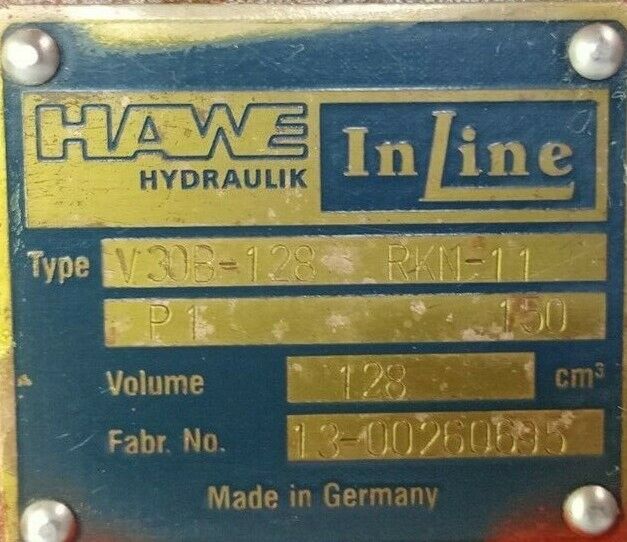 HAWE
HYDRAULIK
InLine
Type V30B-128 RKN-11
P1 150
Volume 128 cm³
Fabr. No. 13-00260695
Made in Germany